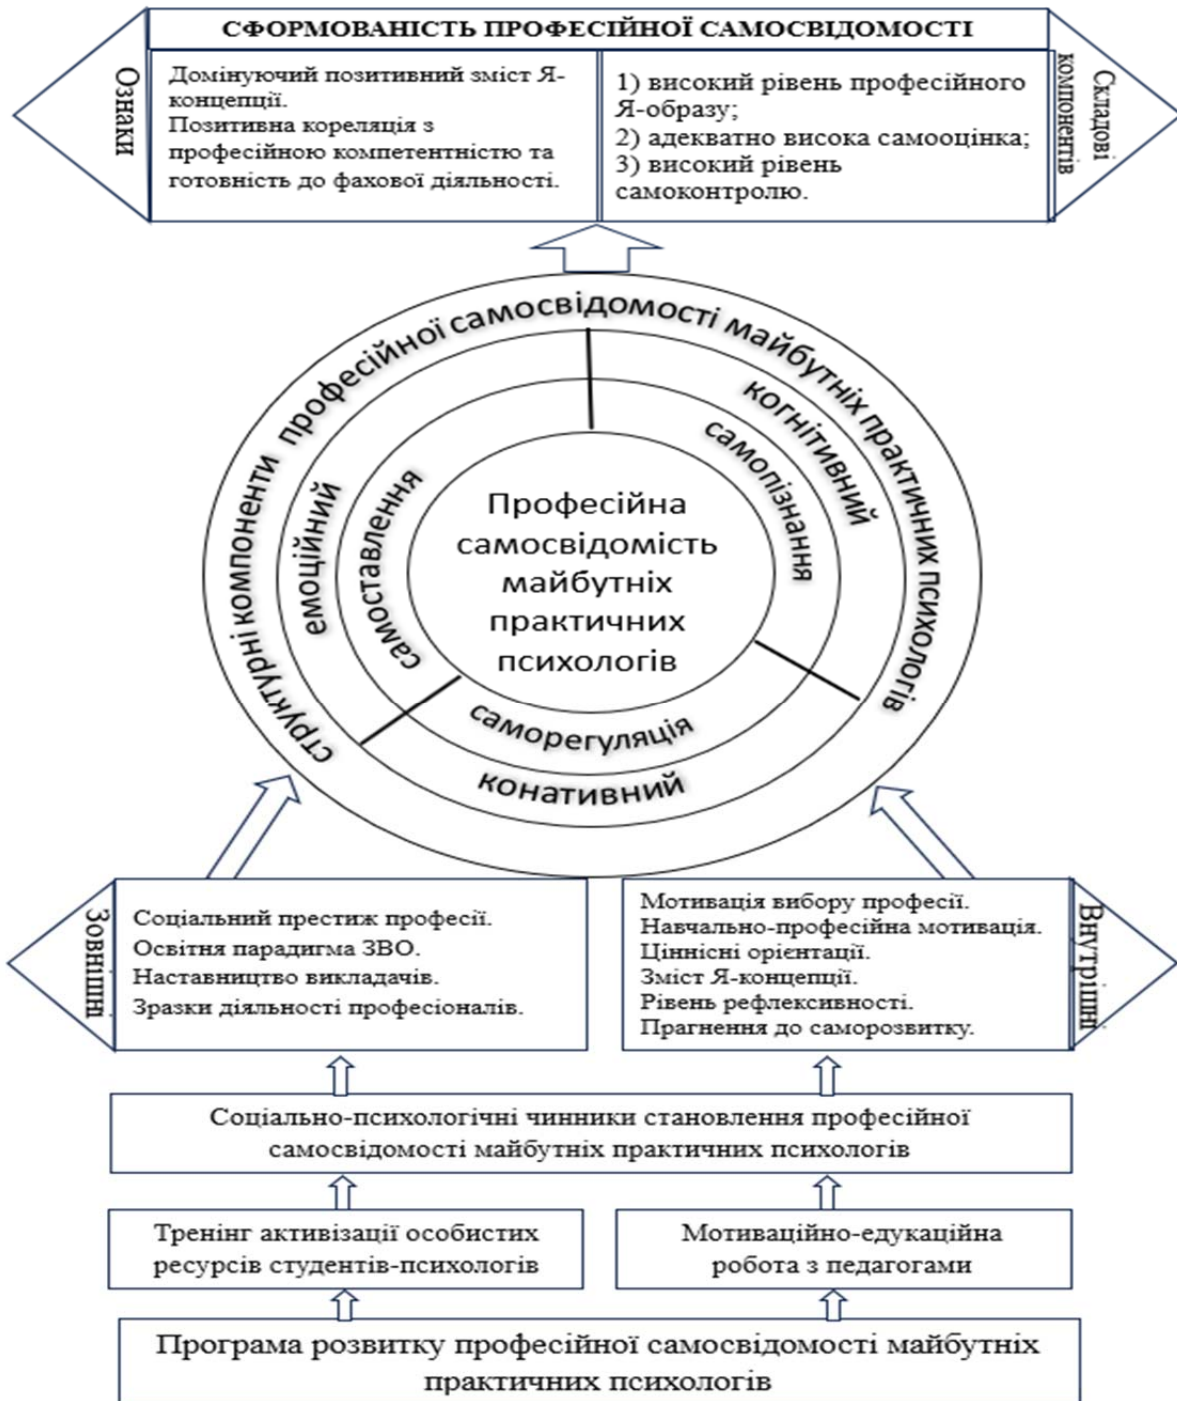 СФОРМОВАНІСТЬ ПРОФЕСІЙНОЇ САМОСВІДОМОСТІ
Ознаки
Домінуючий позитивний зміст Я-
концепції.
Позитивна кореляція з
професійною компетентністю та
готовність до фахової діяльності.
1) високий рівень професійного
Я-образу;
2) адекватно висока самооцінка;
3) високий рівень
самоконтролю.
Складові
компонентів
структурні компоненти професійної самосвідомості майбутніх практичних психологів
емоційний
самоставлення
когнітивний
самопізнання
Професійна
самосвідомість
майбутніх
практичних
психологів
саморегуляція
конативний
Зовнішні
Соціальний престиж професії.
Освітня парадигма ЗВО.
Наставництво викладачів.
Зразки діяльності професіоналів.
Мотивація вибору професії.
Навчально-професійна мотивація.
Ціннісні орієнтації.
Зміст Я-концепції.
Рівень рефлексивності.
Прагнення до саморозвитку.
Внутрішні
Соціально-психологічні чинники становлення професійної
самосвідомості майбутніх практичних психологів
Тренінг активізації особистих
ресурсів студентів-психологів
Мотиваційно-едукаційна
робота з педагогами
Програма розвитку професійної самосвідомості майбутніх
практичних психологів